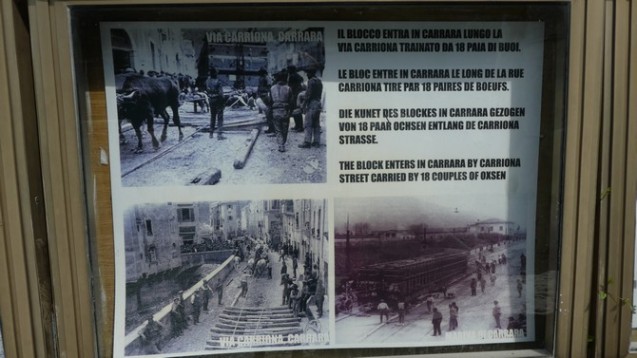 VIA CARRIONA, CARRARA
IL BLOCCO ENTRA IN CARRARA LUNGO LA
VIA CARRIONA TRAINATO DA 18 PAIA DI BUOI.
LE BLOC ENTRE IN CARRARA LE LONG DE LA RUE
CARRIONA TIRE PAR 18 PAIRES DE BOEUFS.
DIE KUNET DES BLOCKES IN CARRARA GEZOGEN
VON 18 PAAR OCHSEN ENTLANG DE CARRIONA
STRASSE.
THE BLOCK ENTERS IN CARRARA BY CARRIONA
STREET CARRIED BY 18 COUPLES OF OXSEN
VIA CARRIONA, CARRARA
CARRARA